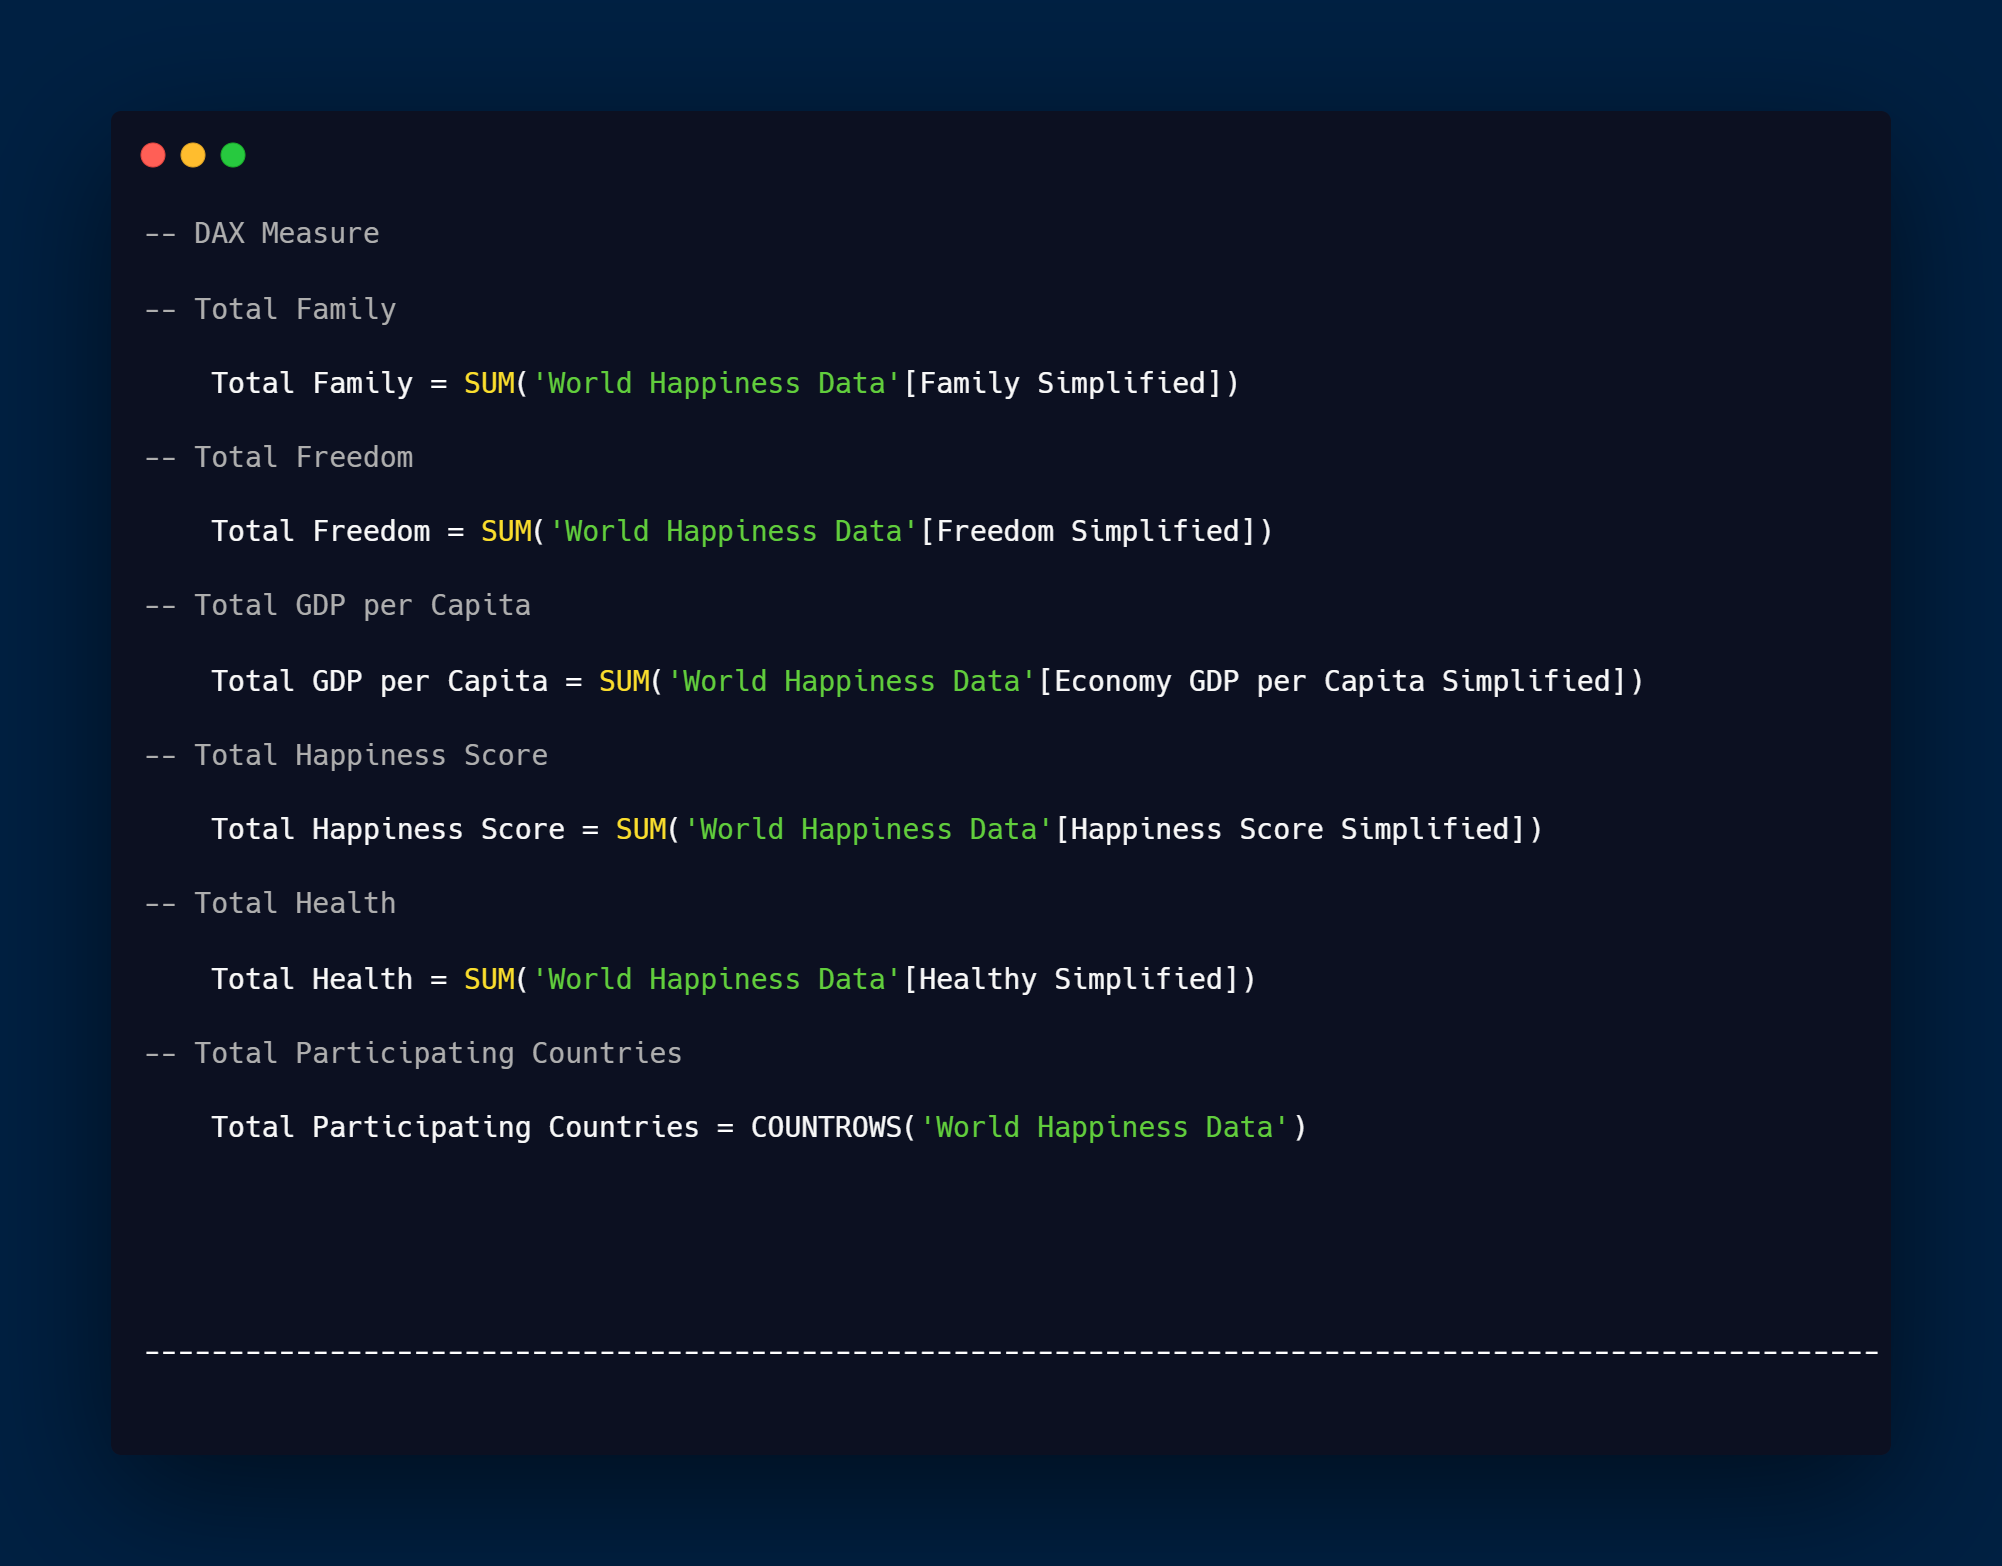 -- DAX Measure
-- Total Family
Total Family = SUM('World Happiness Data'[Family Simplified])
-- Total Freedom
Total Freedom = SUM('World Happiness Data'[Freedom Simplified])
-- Total GDP per Capita
Total GDP per Capita = SUM('World Happiness Data'[Economy GDP per Capita Simplified])
-- Total Happiness Score
Total Happiness Score = SUM('World Happiness Data'[Happiness Score Simplified])
-- Total Health
Total Health = SUM('World Happiness Data'[Healthy Simplified])
-- Total Participating Countries
Total Participating Countries = COUNTROWS('World Happiness Data')
-------------------------------------------------------------------------------------------------------